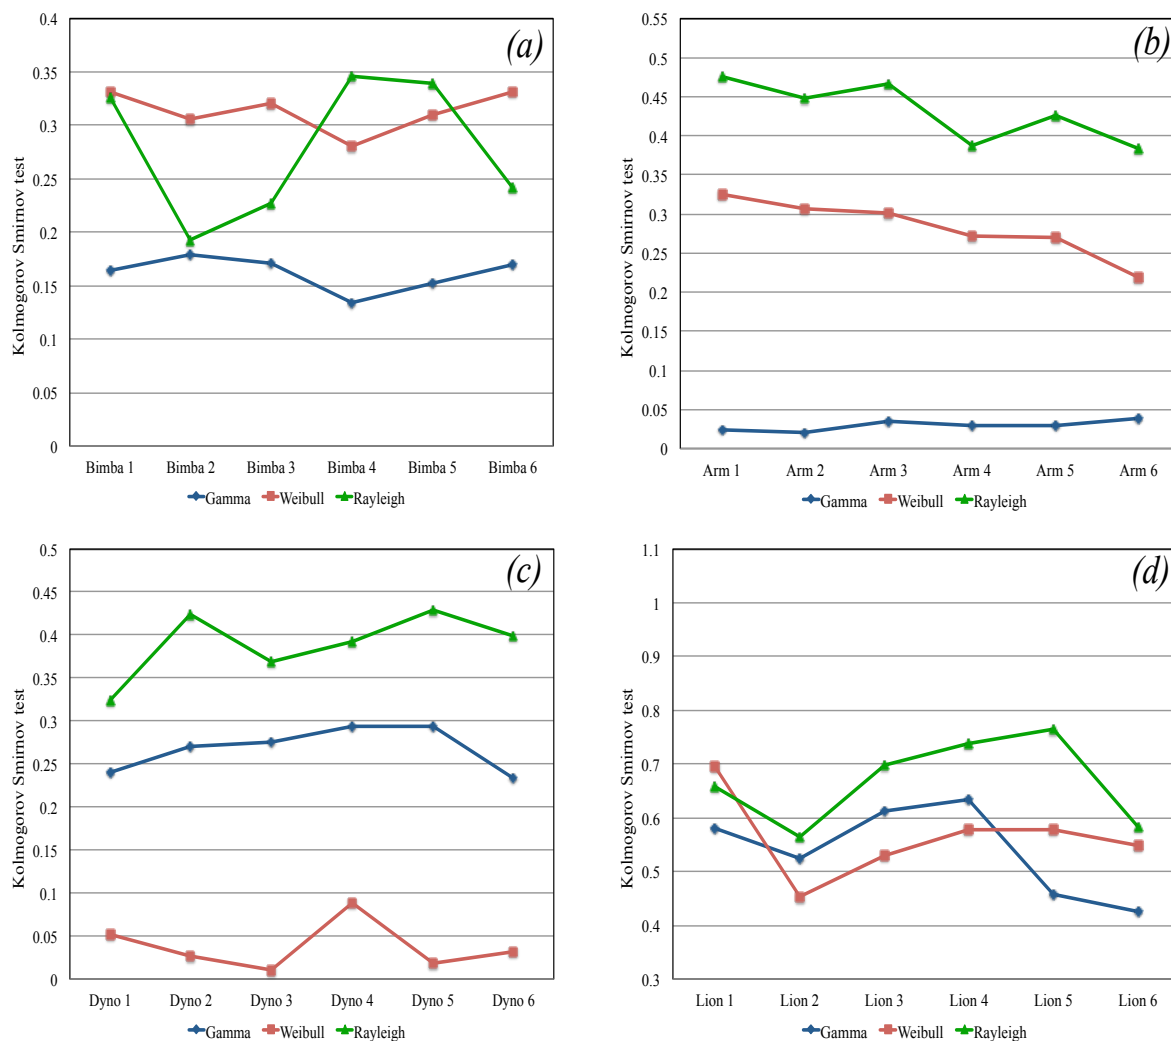 (a)
Kolmogorov Smirnov test
0.4
0.35
0.3
0.25
0.2
0.15
0.1
0.05
0
Bimba 1 Bimba 2 Bimba 3 Bimba 4 Bimba 5 Bimba 6
Gamma Weibull Rayleigh
(b)
Kolmogorov Smirnov test
0.55
0.5
0.45
0.4
0.35
0.3
0.25
0.2
0.15
0.1
0.05
0
Arm 1 Arm 2 Arm 3 Arm 4 Arm 5 Arm 6
Gamma Weibull Rayleigh
(c)
Kolmogorov Smirnov test
0.5
0.45
0.4
0.35
0.3
0.25
0.2
0.15
0.1
0.05
0
Dyno 1 Dyno 2 Dyno 3 Dyno 4 Dyno 5 Dyno 6
Gamma Weibull Rayleigh
(d)
Kolmogorov Smirnov test
1.1
1
0.9
0.8
0.7
0.6
0.5
0.4
0.3
Lion 1 Lion 2 Lion 3 Lion 4 Lion 5 Lion 6
Gamma Weibull Rayleigh